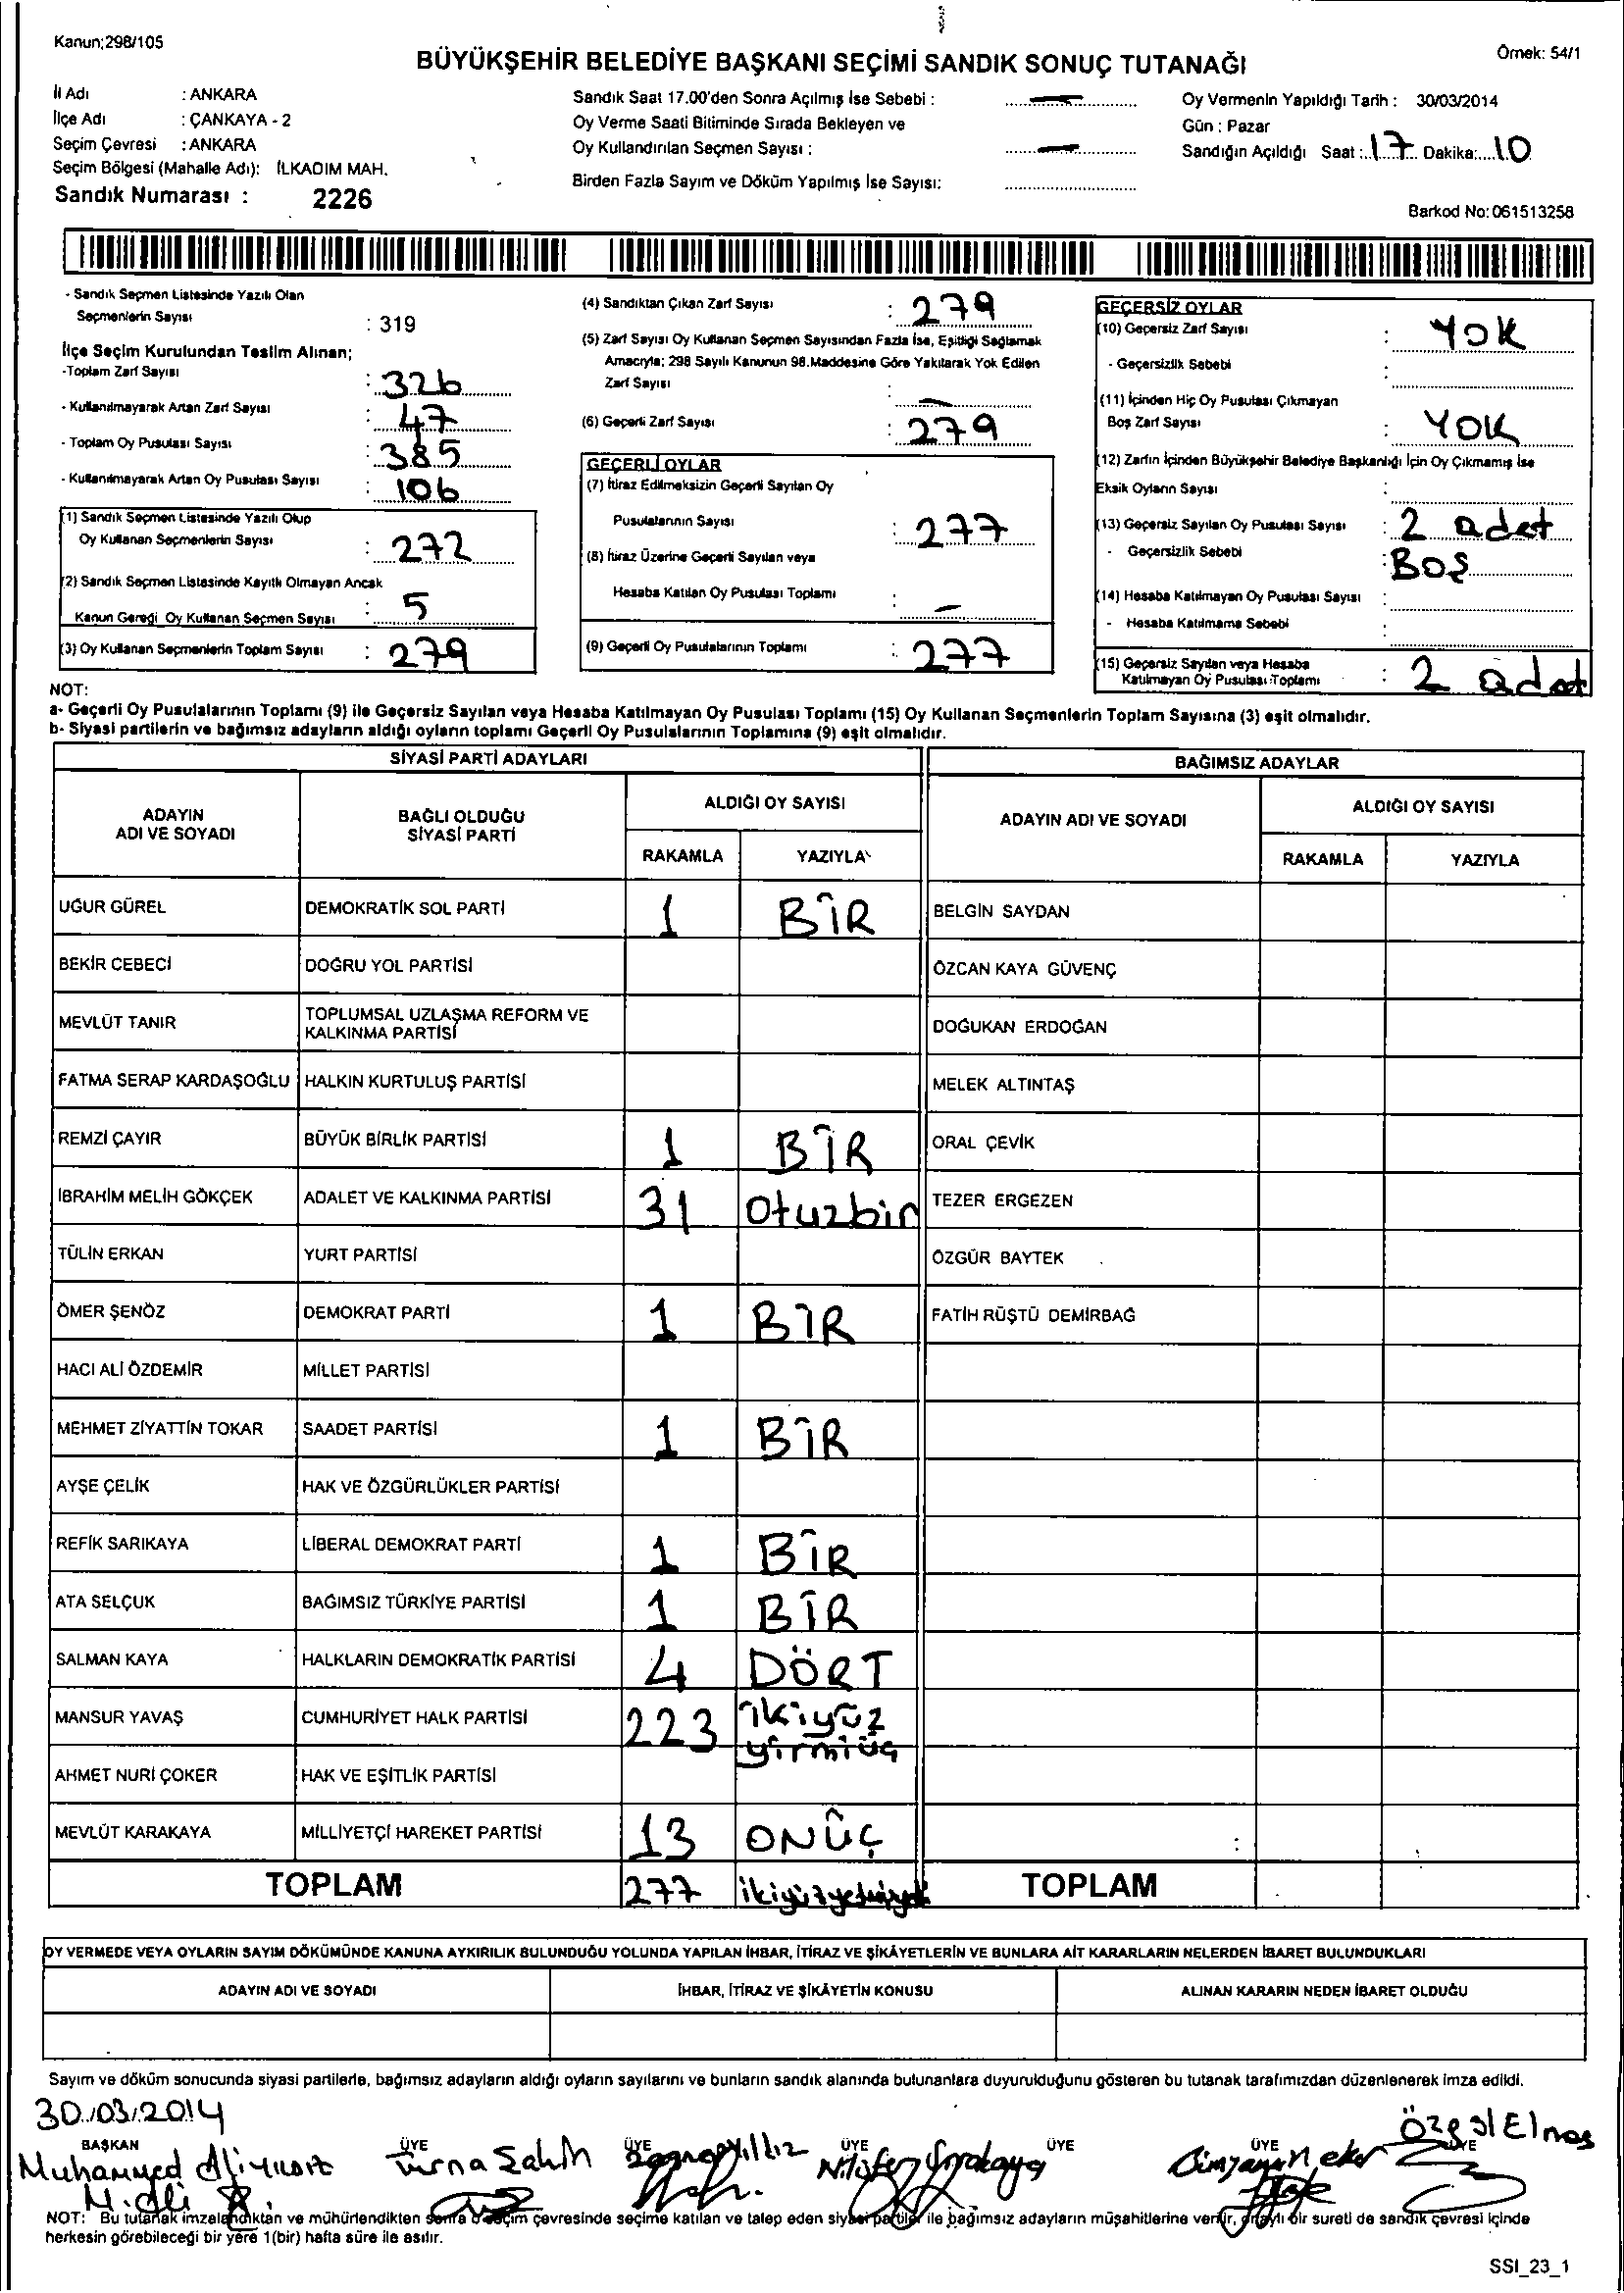 Kanun;298/105
Örnek: 54/1
BÜYÜKŞEHİR BELEDİYE BAŞKANI SEÇİMİ SANDIK SONUÇ TUTANAĞI
İl Adı : ANKARA
İlçe Adı : ÇANKAYA - 2
Seçim Çevresi : ANKARA
Seçim Bölgesi (Mahalle Adı): İLKADIM MAH.
Sandık Numarası : 2226
Sandık Saat 17.00'den Sonra Açılmış İse Sebebi : —
Oy Verme Saati Bitiminde Sırada Bekleyen ve
Oy Kullandırılan Seçmen Sayısı : —
Birden Fazla Sayım ve Döküm Yapılmış İse Sayısı:
Oy Vermenin Yapıldığı Tarih : 30/03/2014
Gün : Pazar
Sandığın Açıldığı Saat : 17 Dakika: 10
Barkod No: 061513258
- Sandık Seçmen Listesinde Yazılı Olan
Seçmenlerin Sayısı : 319
İlçe Seçim Kurulundan Teslim Alınan;
-Toplam Zarf Sayısı : 326
- Kullanılmayarak Artan Zarf Sayısı : 47
- Toplam Oy Pusulası Sayısı : 385
- Kullanılmayarak Artan Oy Pusulası Sayısı : 106
(1) Sandık Seçmen Listesinde Yazılı Olup
Oy Kullanan Seçmenlerin Sayısı : 272
(2) Sandık Seçmen Listesinde Kayıtlı Olmayan Ancak
Kanun Gereği Oy Kullanan Seçmen Sayısı : 5
(3) Oy Kullanan Seçmenlerin Toplam Sayısı : 279
(4) Sandıktan Çıkan Zarf Sayısı : 279
(5) Zarf Sayısı Oy Kullanan Seçmen Sayısından Fazla İse, Eşitliği Sağlamak
Amacıyla; 298 Sayılı Kanunun 98.Maddesine Göre Yakılarak Yok Edilen
Zarf Sayısı : —
(6) Geçerli Zarf Sayısı : 279
GEÇERLİ OYLAR
(7) İtiraz Edilmeksizin Geçerli Sayılan Oy
Pusulalarının Sayısı : 277
(8) İtiraz Üzerine Geçerli Sayılan veya
Hesaba Katılan Oy Pusulası Toplamı : —
(9) Geçerli Oy Pusulalarının Toplamı : 277
GEÇERSİZ OYLAR
(10) Geçersiz Zarf Sayısı : YOK
- Geçersizlik Sebebi :
(11) İçinden Hiç Oy Pusulası Çıkmayan
Boş Zarf Sayısı : YOK
(12) Zarfın İçinden Büyükşehir Belediye Başkanlığı İçin Oy Çıkmamış İse
Eksik Oyların Sayısı :
(13) Geçersiz Sayılan Oy Pusulası Sayısı : 2 adet
- Geçersizlik Sebebi : BOŞ
(14) Hesaba Katılmayan Oy Pusulası Sayısı :
- Hesaba Katılmama Sebebi :
(15) Geçersiz Sayılan veya Hesaba
Katılmayan Oy Pusulası Toplamı : 2 adet
NOT:
a- Geçerli Oy Pusulalarının Toplamı (9) ile Geçersiz Sayılan veya Hesaba Katılmayan Oy Pusulası Toplamı (15) Oy Kullanan Seçmenlerin Toplam Sayısına (3) eşit olmalıdır.
b- Siyasi partilerin ve bağımsız adayların aldığı oyların toplamı Geçerli Oy Pusulalarının Toplamına (9) eşit olmalıdır.
SİYASİ PARTİ ADAYLARI
ADAYIN ADI VE SOYADI
BAĞLI OLDUĞU SİYASİ PARTİ
ALDIĞI OY SAYISI
RAKAMLA YAZIYLA
UĞUR GÜREL DEMOKRATİK SOL PARTİ 1 BİR
BEKİR CEBECİ DOĞRU YOL PARTİSİ
MEVLÜT TANIR TOPLUMSAL UZLAŞMA REFORM VE
KALKINMA PARTİSİ
FATMA SERAP KARDAŞOĞLU HALKIN KURTULUŞ PARTİSİ
REMZİ ÇAYIR BÜYÜK BİRLİK PARTİSİ 1 BİR
İBRAHİM MELİH GÖKÇEK ADALET VE KALKINMA PARTİSİ 31 otuzbir
TÜLİN ERKAN YURT PARTİSİ
ÖMER ŞENÖZ DEMOKRAT PARTİ 1 BİR
HACI ALİ ÖZDEMİR MİLLET PARTİSİ
MEHMET ZİYATTİN TOKAR SAADET PARTİSİ 1 BİR
AYŞE ÇELİK HAK VE ÖZGÜRLÜKLER PARTİSİ
REFİK SARIKAYA LİBERAL DEMOKRAT PARTİ 1 BİR
ATA SELÇUK BAĞIMSIZ TÜRKİYE PARTİSİ 1 BİR
SALMAN KAYA HALKLARIN DEMOKRATİK PARTİSİ 4 DÖRT
MANSUR YAVAŞ CUMHURİYET HALK PARTİSİ 223 ikiyüz
yirmiüç
AHMET NURİ ÇOKER HAK VE EŞİTLİK PARTİSİ
MEVLÜT KARAKAYA MİLLİYETÇİ HAREKET PARTİSİ 13 ONÜÇ
TOPLAM 277 ikiyüzyetmişyedi
BAĞIMSIZ ADAYLAR
ADAYIN ADI VE SOYADI
ALDIĞI OY SAYISI
RAKAMLA YAZIYLA
BELGİN SAYDAN
ÖZCAN KAYA GÜVENÇ
DOĞUKAN ERDOĞAN
MELEK ALTINTAŞ
ORAL ÇEVİK
TEZER ERGEZEN
ÖZGÜR BAYTEK
FATİH RÜŞTÜ DEMİRBAĞ
TOPLAM
OY VERMEDE VEYA OYLARIN SAYIM DÖKÜMÜNDE KANUNA AYKIRILIK BULUNDUĞU YOLUNDA YAPILAN İHBAR, İTİRAZ VE ŞİKÂYETLERİN VE BUNLARA AİT KARARLARIN NELERDEN İBARET BULUNDUKLARI
ADAYIN ADI VE SOYADI İHBAR, İTİRAZ VE ŞİKÂYETİN KONUSU ALINAN KARARIN NEDEN İBARET OLDUĞU
Sayım ve döküm sonucunda siyasi partilerle, bağımsız adayların aldığı oyların sayılarını ve bunların sandık alanında bulunanlara duyurulduğunu gösteren bu tutanak tarafımızdan düzenlenerek imza edildi.
30/03/2014
BAŞKAN ÜYE ÜYE ÜYE ÜYE ÜYE ÜYE
Muhammed Şahin Nilüfer
NOT: Bu tutanak imzalandıktan ve mühürlendikten sonra o seçim çevresinde seçime katılan ve talep eden siyasi partiler ile bağımsız adayların müşahitlerine verilir, onaylı bir sureti de sandık çevresi içinde
herkesin görebileceği bir yere 1(bir) hafta süre ile asılır.
SSI_23_1